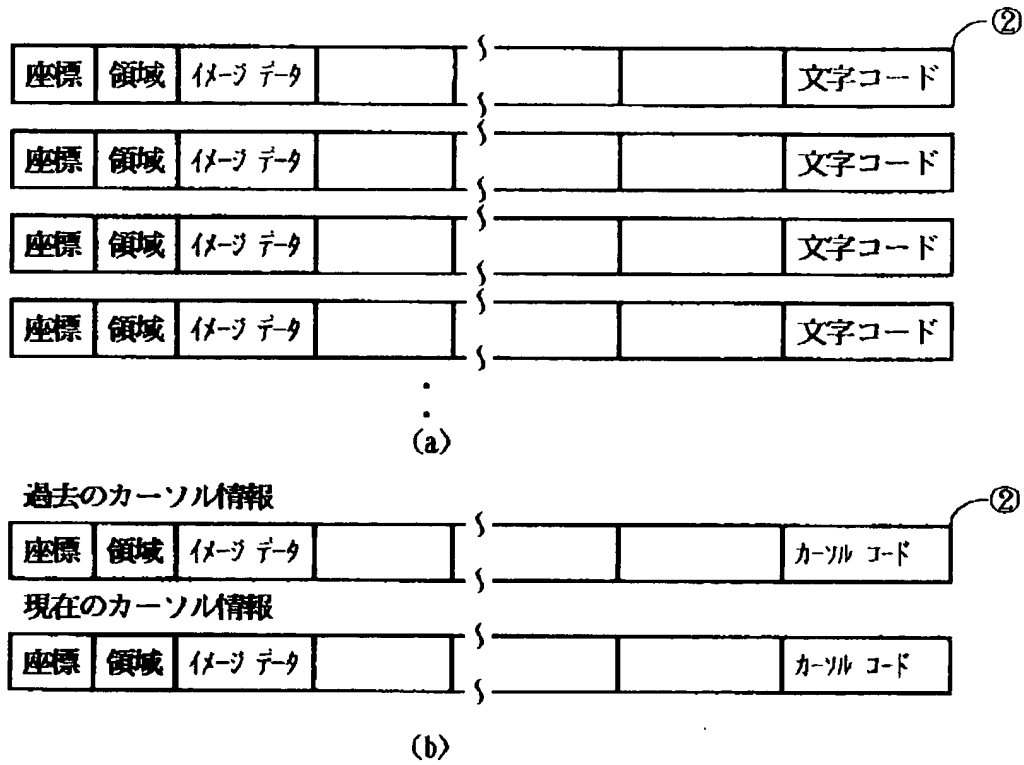 ②
座標 領域 イメージ データ 文字コード
座標 領域 イメージ データ 文字コード
座標 領域 イメージ データ 文字コード
座標 領域 イメージ データ 文字コード
(a)
過去のカーソル情報
②
座標 領域 イメージ データ カーソル コード
現在のカーソル情報
座標 領域 イメージ データ カーソル コード
(b)